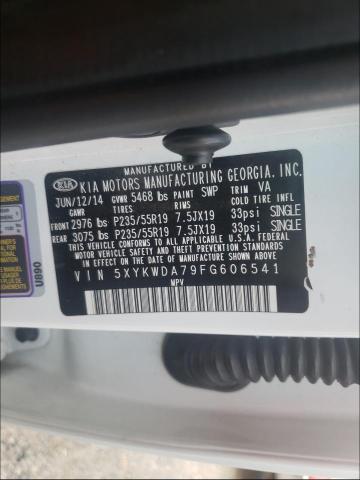 MANUFACTURED BY
KIA KIA MOTORS MANUFACTURING GEORGIA, INC.
JUN/12/14 GVWR 5468 lbs PAINT SWP TRIM VA
GAWR TIRES RIMS COLD TIRE INFL
FRONT 2976 lbs P235/55R19 7.5JX19 33psi SINGLE
REAR 3075 lbs P235/55R19 7.5JX19 33psi SINGLE
THIS VEHICLE CONFORMS TO ALL APPLICABLE U.S.A. FEDERAL
MOTOR VEHICLE SAFETY, BUMPER, AND THEFT PREVENTION STANDARDS
IN EFFECT ON THE DATE OF MANUFACTURE SHOWN ABOVE.
VIN 5XYKWDA79FG606541
MPV
U890